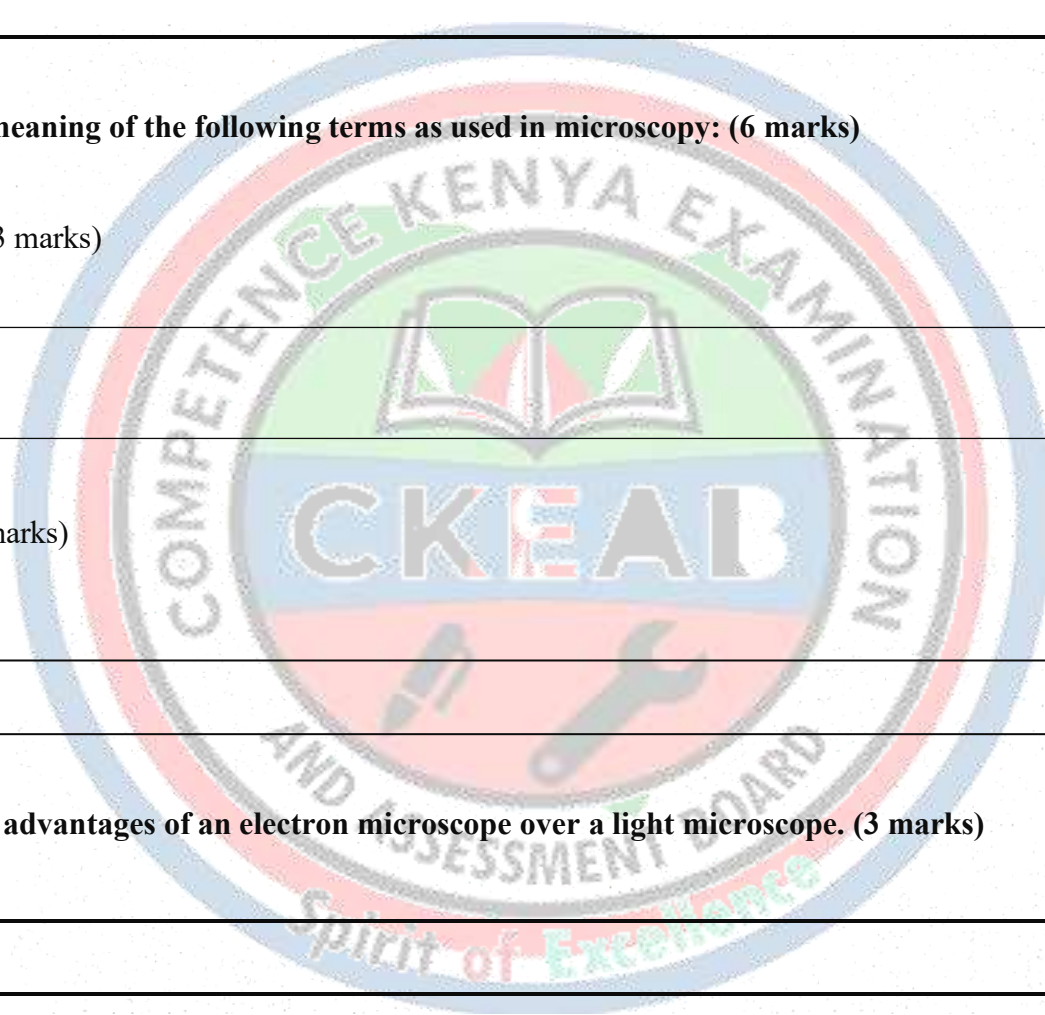 meaning of the following terms as used in microscopy: (6 marks)
COMPETENCE KENYA EXAMINATION
3 marks)
CKEAB
marks)
AND ASSESSMENT BOARD
advantages of an electron microscope over a light microscope. (3 marks)
Spirit of Excellence